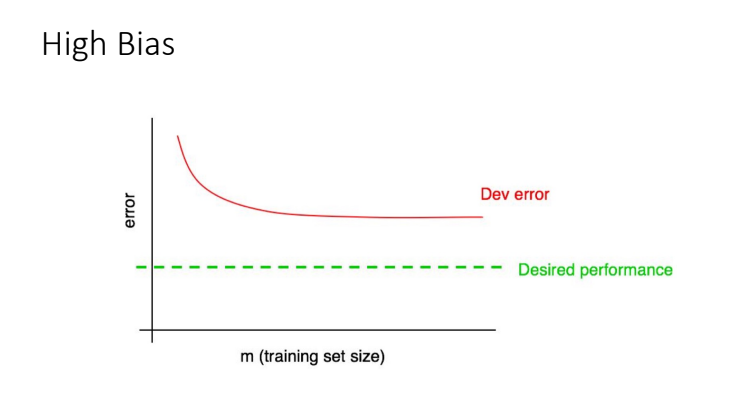 High Bias
error
Dev error
Desired performance
m (training set size)